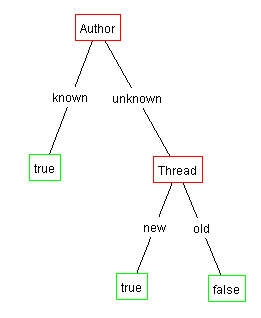 Author
known
unknown
true
Thread
new
old
true
false